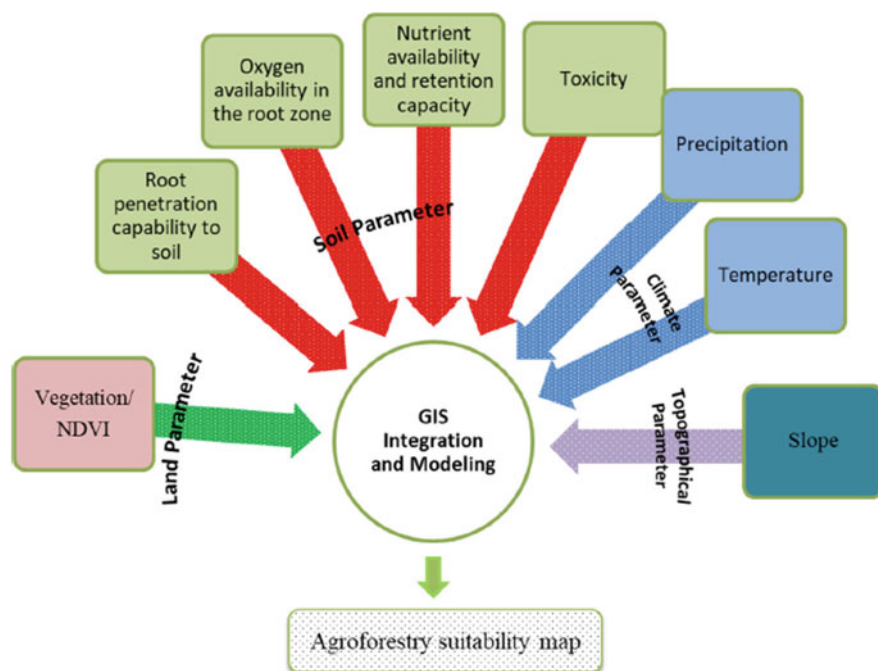 Nutrient
availability
and retention
capacity
Oxygen
availability in
the root zone
Toxicity
Precipitation
Root
penetration
capability to
soil
Soil Parameter
Climate
Parameter
Temperature
Vegetation/
NDVI
Land Parameter
GIS
Integration
and Modeling
Topographical
Parameter
Slope
Agroforestry suitability map